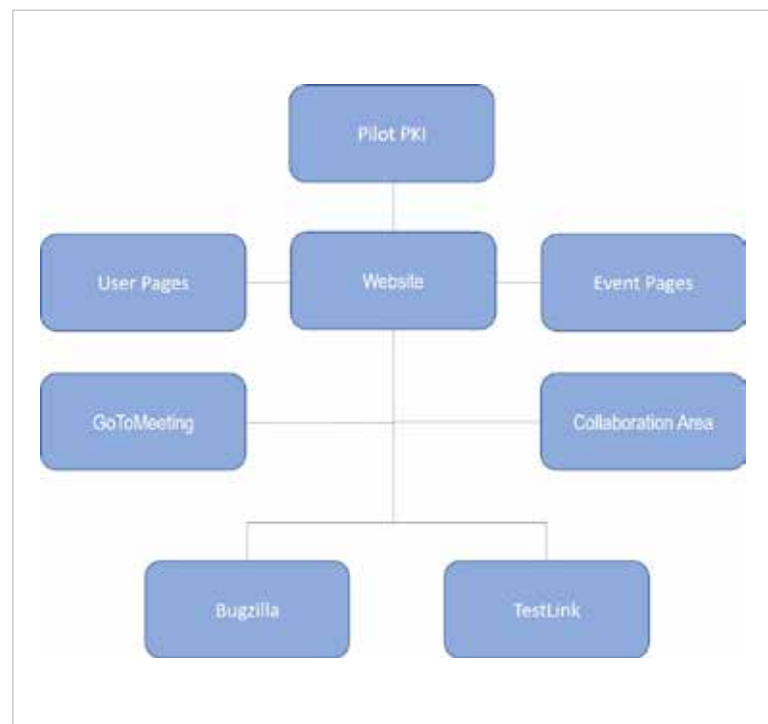 Pilot PKI
User Pages
Website
Event Pages
GoToMeeting
Collaboration Area
Bugzilla
TestLink